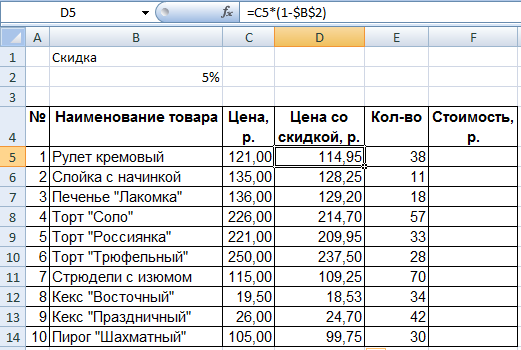 D5 fx =C5*(1-$B$2)
A B C D E F
1 Скидка
2 5%
3
№ Наименование товара Цена, Цена со Кол-во Стоимость,
4 р. скидкой, р. р.
5 1 Рулет кремовый 121,00 114,95 38
6 2 Слойка с начинкой 135,00 128,25 11
7 3 Печенье "Лакомка" 136,00 129,20 18
8 4 Торт "Соло" 226,00 214,70 57
9 5 Торт "Россиянка" 221,00 209,95 33
10 6 Торт "Трюфельный" 250,00 237,50 28
11 7 Стрюдели с изюмом 115,00 109,25 70
12 8 Кекс "Восточный" 19,50 18,53 34
13 9 Кекс "Праздничный" 26,00 24,70 42
14 10 Пирог "Шахматный" 105,00 99,75 30